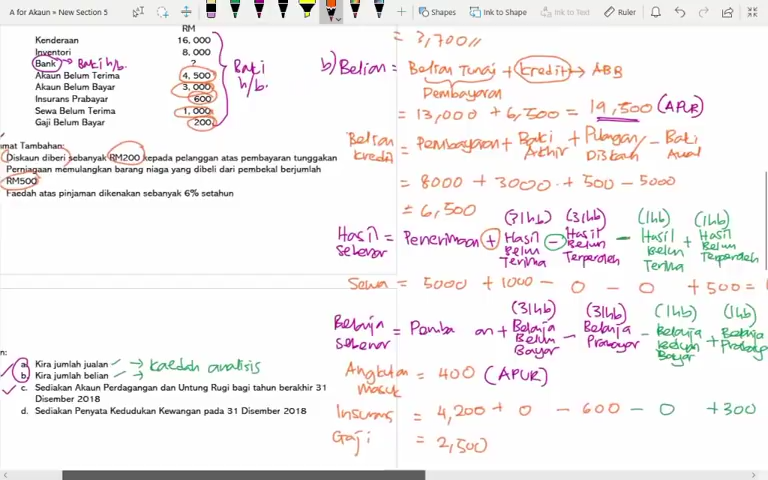 A for Akaun > New Section 5
Shapes
Ink to Shape
Ink to Text
Ruler
RM
Kenderaan 16, 000
Inventori 8, 000
Bank → Baki h/b. ?
Akaun Belum Terima 4, 500
Akaun Belum Bayar 3, 000
Insurans Prabayar 600
Sewa Belum Terima 1, 000
Gaji Belum Bayar 200
Baki
h/b.
mat Tambahan:
Diskaun diberi sebanyak RM200 kepada pelanggan atas pembayaran tunggakan
Perniagaan memulangkan barang niaga yang dibeli dari pembekal berjumlah
RM500
Faedah atas pinjaman dikenakan sebanyak 6% setahun
n:
a. Kira jumlah jualan → kaedah analisis
b. Kira jumlah belian
c. Sediakan Akaun Perdagangan dan Untung Rugi bagi tahun berakhir 31
Disember 2018
d. Sediakan Penyata Kedudukan Kewangan pada 31 Disember 2018
= 3,700
b) Belian = Belian Tunai + kredit → ABB
Pembayaran
= 13,000 + 6,500 = 19,500 (APUR)
Belian kredit = Pembayaran + Baki Akhir + Pulangan Diskaun - Baki Awal
= 8000 + 3000 + 500 - 5000
= 6,500
(31hb) (31hb) (1hb) (1hb)
Hasil sebenar = Penerimaan + Hasil Belum Terima - Hasil Belum Terperoleh - Hasil Belum Terima + Hasil Belum Terperoleh
Sewa = 5000 + 1000 - 0 - 0 + 500 =
(31hb) (31hb) (1hb) (1hb)
Belanja sebenar = an + Belanja Belum Bayar - Belanja Prabayar - Belanja Belum Bayar + Belanja Prabaya
Angkutan masuk = 400 (APUR)
Insurans = 4,200 + 0 - 600 - 0 + 300
Gaji = 2,500